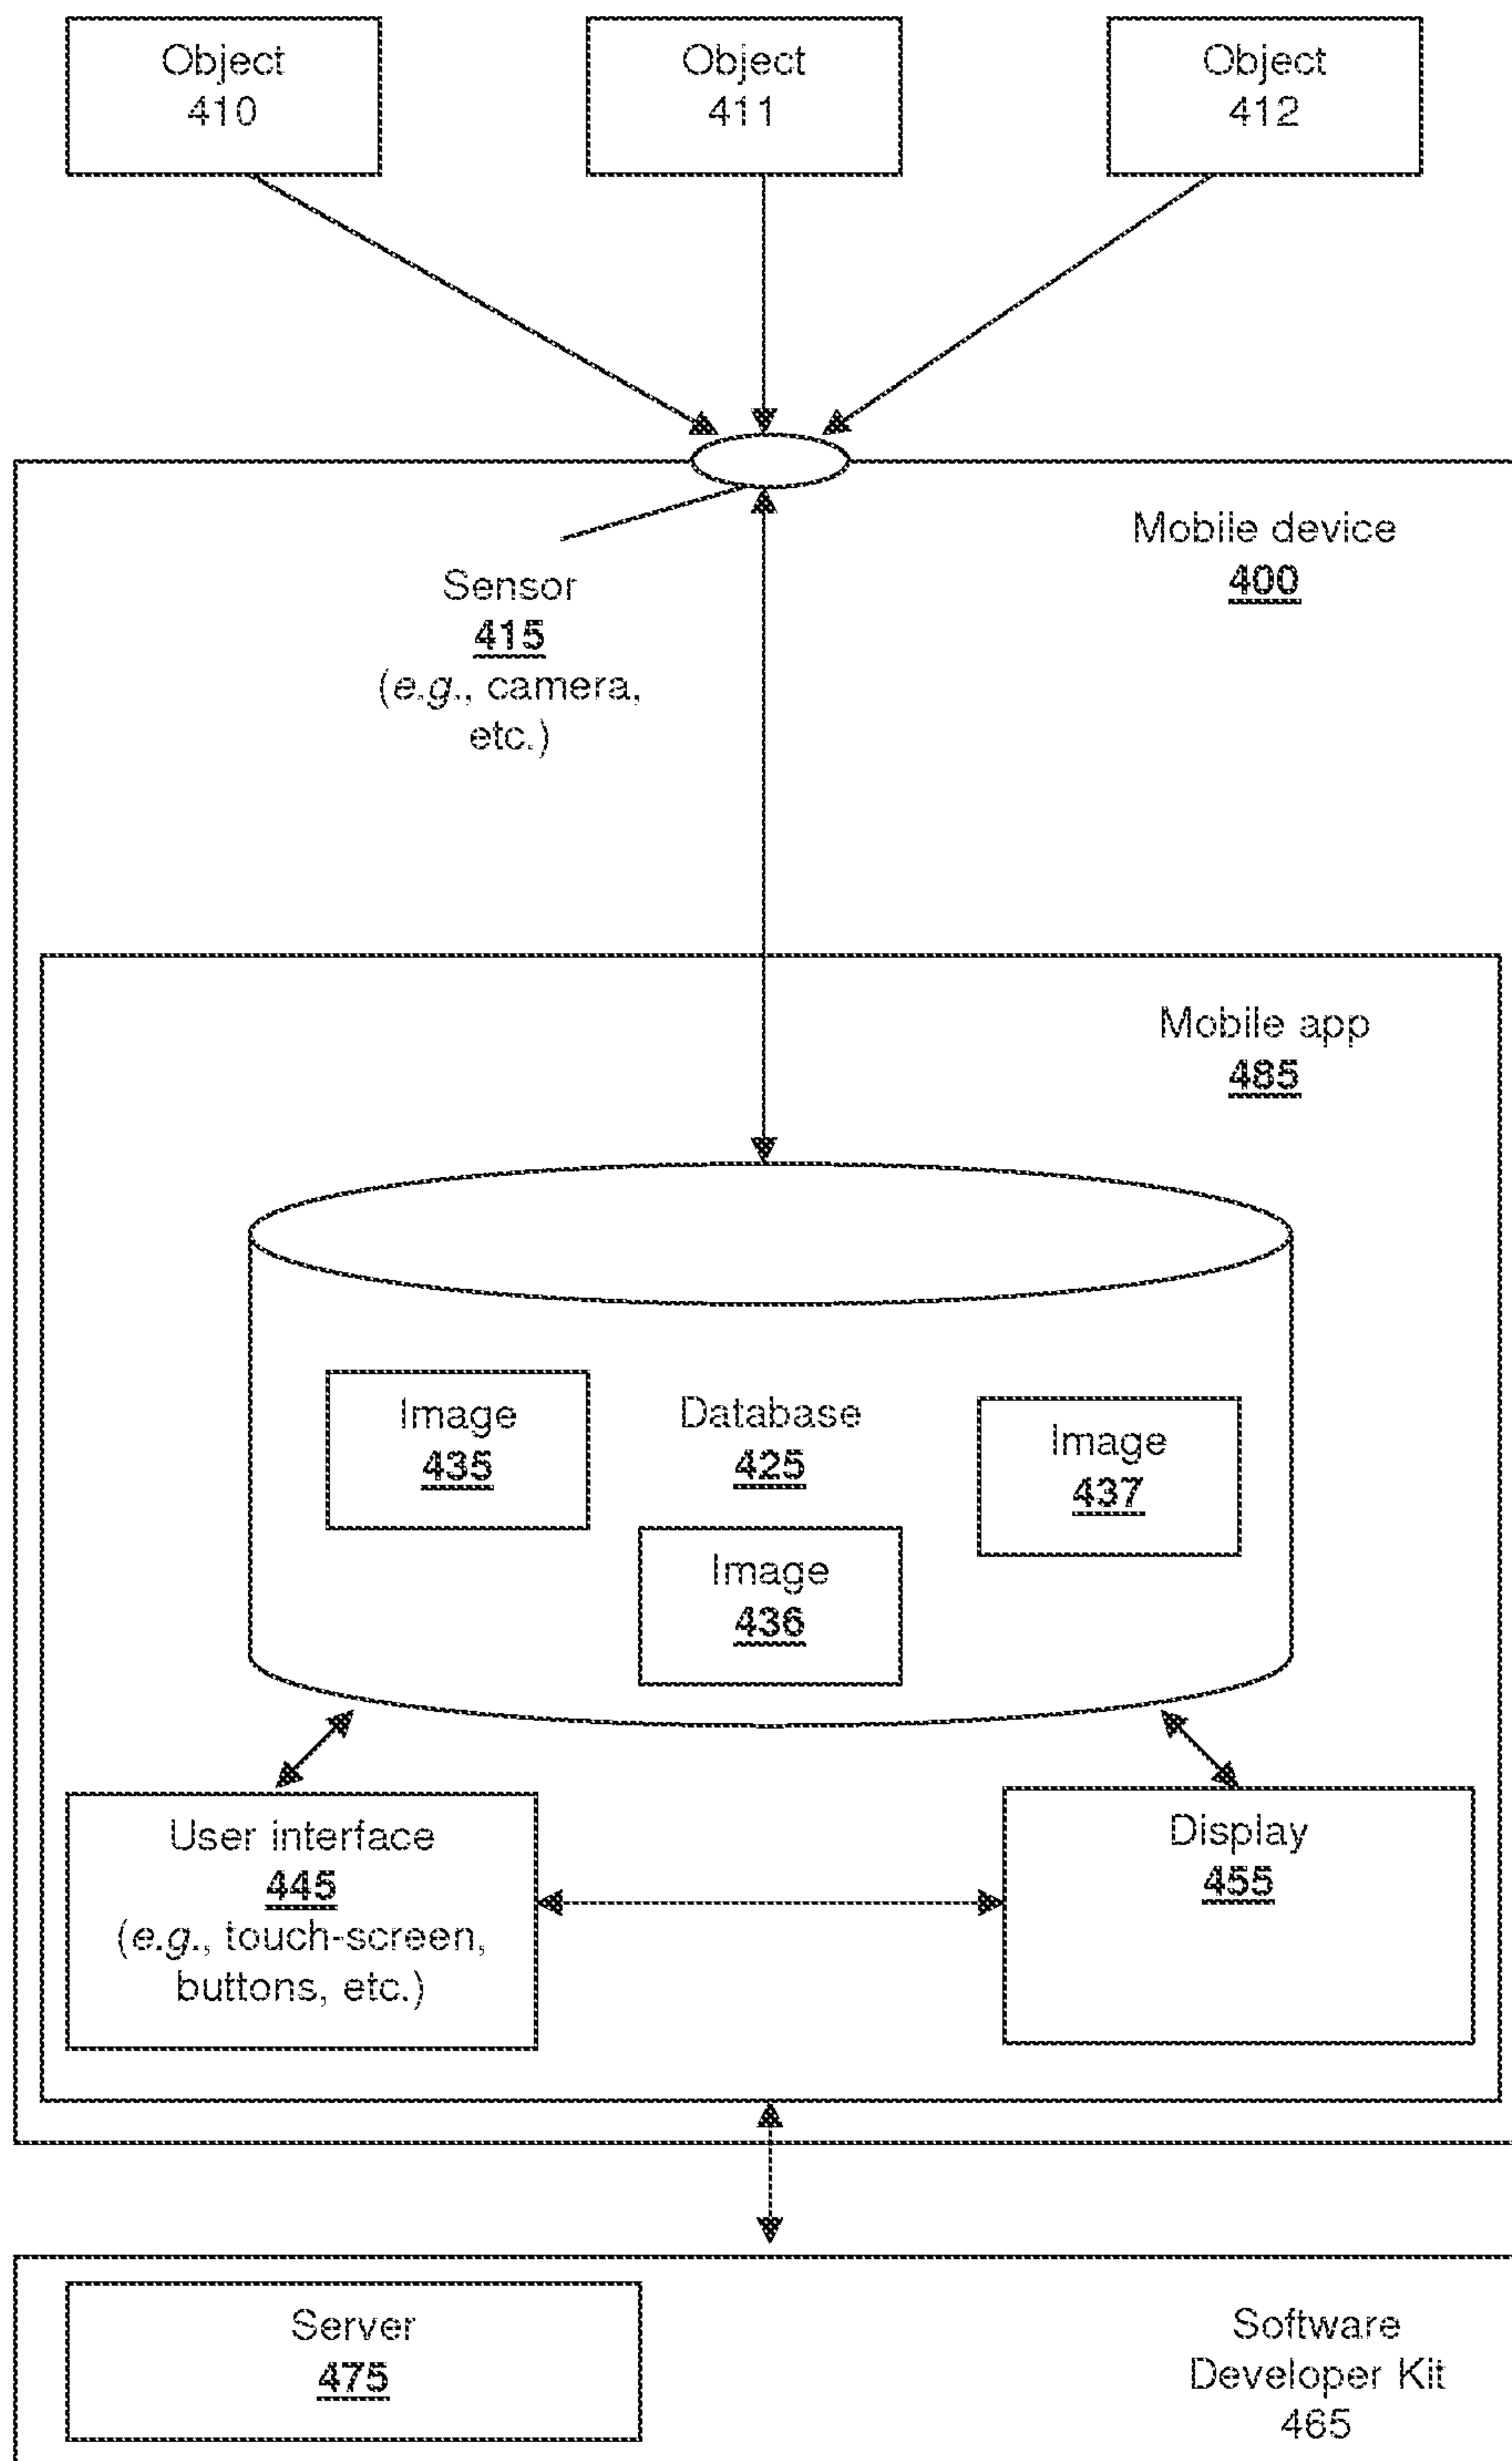 Object
410
Object
411
Object
412
Mobile device
400
Sensor
415
(e.g., camera,
etc.)
Mobile app
485
Image
435
Database
425
Image
437
Image
436
User interface
445
(e.g., touch-screen,
buttons, etc.)
Display
455
Server
475
Software
Developer Kit
465